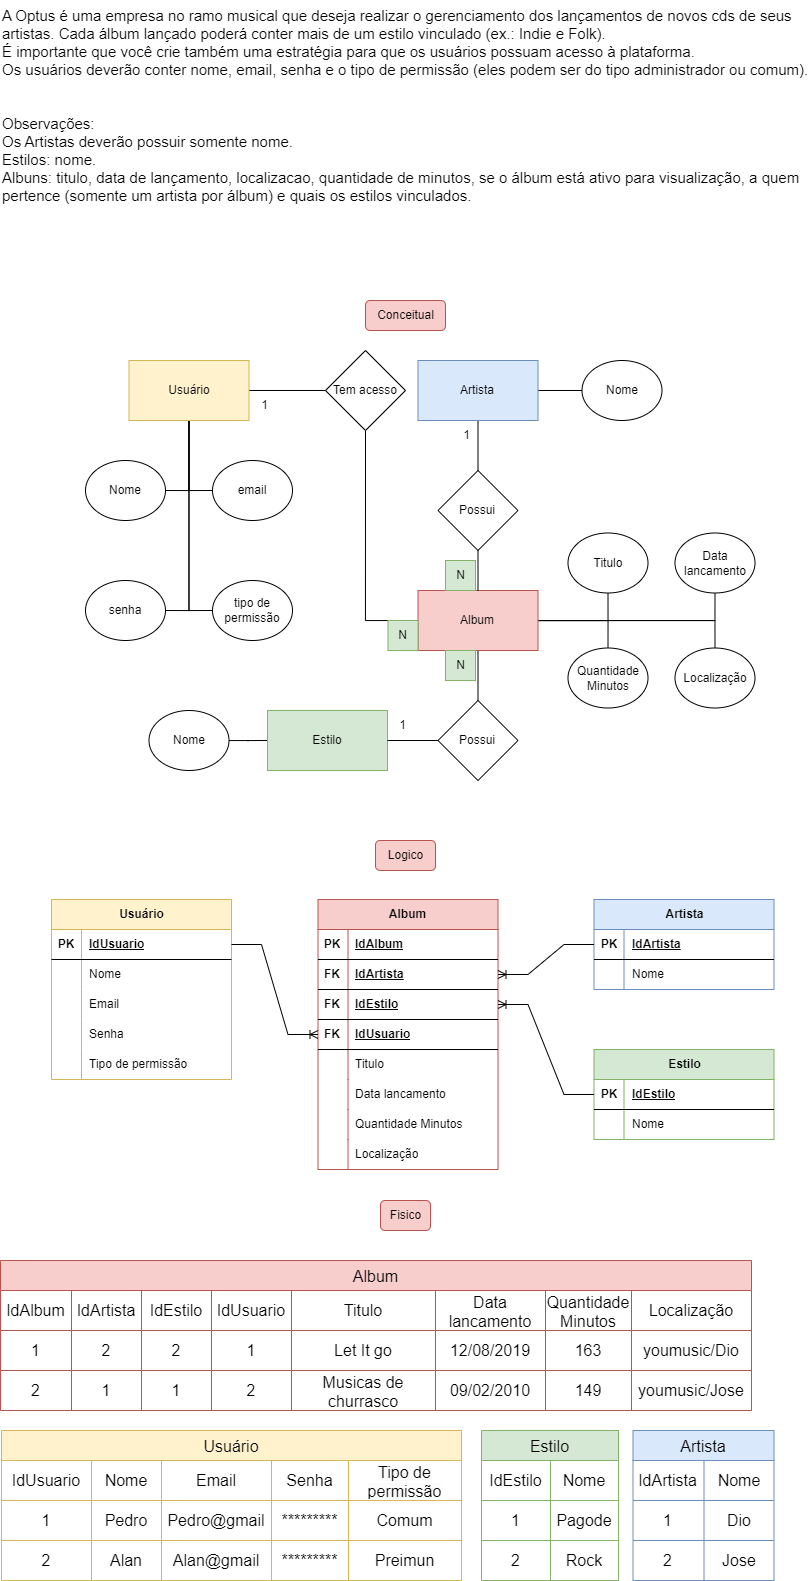 A Optus é uma empresa no ramo musical que deseja realizar o gerenciamento dos lançamentos de novos cds de seus
artistas. Cada álbum lançado poderá conter mais de um estilo vinculado (ex.: Indie e Folk).
É importante que você crie também uma estratégia para que os usuários possuam acesso à plataforma.
Os usuários deverão conter nome, email, senha e o tipo de permissão (eles podem ser do tipo administrador ou comum).
Observações:
Os Artistas deverão possuir somente nome.
Estilos: nome.
Albuns: titulo, data de lançamento, localizacao, quantidade de minutos, se o álbum está ativo para visualização, a quem
pertence (somente um artista por álbum) e quais os estilos vinculados.
Conceitual
Usuário
1
Tem acesso
Artista
Nome
1
Nome
email
Possui
senha
tipo de
permissão
N
N
Album
N
Titulo
Data
lancamento
Quantidade
Minutos
Localização
Nome
Estilo
1
Possui
Logico
Usuário
PK IdUsuario
Nome
Email
Senha
Tipo de permissão
Album
PK IdAlbum
FK IdArtista
FK IdEstilo
FK IdUsuario
Titulo
Data lancamento
Quantidade Minutos
Localização
Artista
PK IdArtista
Nome
Estilo
PK IdEstilo
Nome
Fisico
Album
IdAlbum IdArtista IdEstilo IdUsuario Titulo Data lancamento Quantidade Minutos Localização
1 2 2 1 Let It go 12/08/2019 163 youmusic/Dio
2 1 1 2 Musicas de churrasco 09/02/2010 149 youmusic/Jose
Usuário
IdUsuario Nome Email Senha Tipo de permissão
1 Pedro Pedro@gmail ********* Comum
2 Alan Alan@gmail ********* Preimun
Estilo
IdEstilo Nome
1 Pagode
2 Rock
Artista
IdArtista Nome
1 Dio
2 Jose